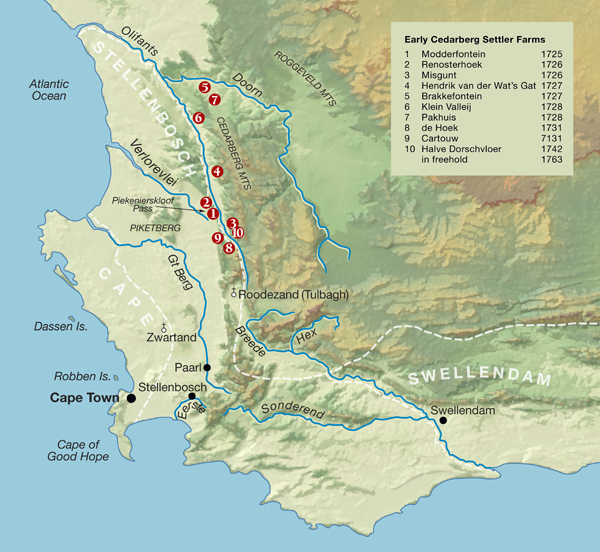 Early Cedarberg Settler Farms
1 Modderfontein 1725
2 Renosterhoek 1726
3 Misgunt 1726
4 Hendrik van der Wat's Gat 1727
5 Brakkefontein 1727
6 Klein Valleij 1728
7 Pakhuis 1728
8 de Hoek 1731
9 Cartouw 7131
10 Halve Dorschvloer 1742
in freehold 1763
Olifants
STELLENBOSCH
Atlantic
Ocean
Doorn
ROGGEVELD MTS
5
7
6
CEDARBERG MTS
Verlorevlei
4
Piekenierskloof
Pass
2
1
3
10
PIKETBERG
9
8
Gt Berg
CAPE
Roodezand (Tulbagh)
Dassen Is.
Zwartand
Breede
Hex
Paarl
Robben Is.
Stellenbosch
SWELLENDAM
Cape Town
Eerste
Sonderend
Swellendam
Cape of
Good Hope